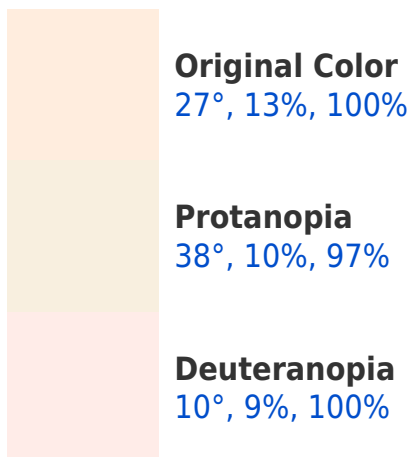 Original Color
27°, 13%, 100%
Protanopia
38°, 10%, 97%
Deuteranopia
10°, 9%, 100%